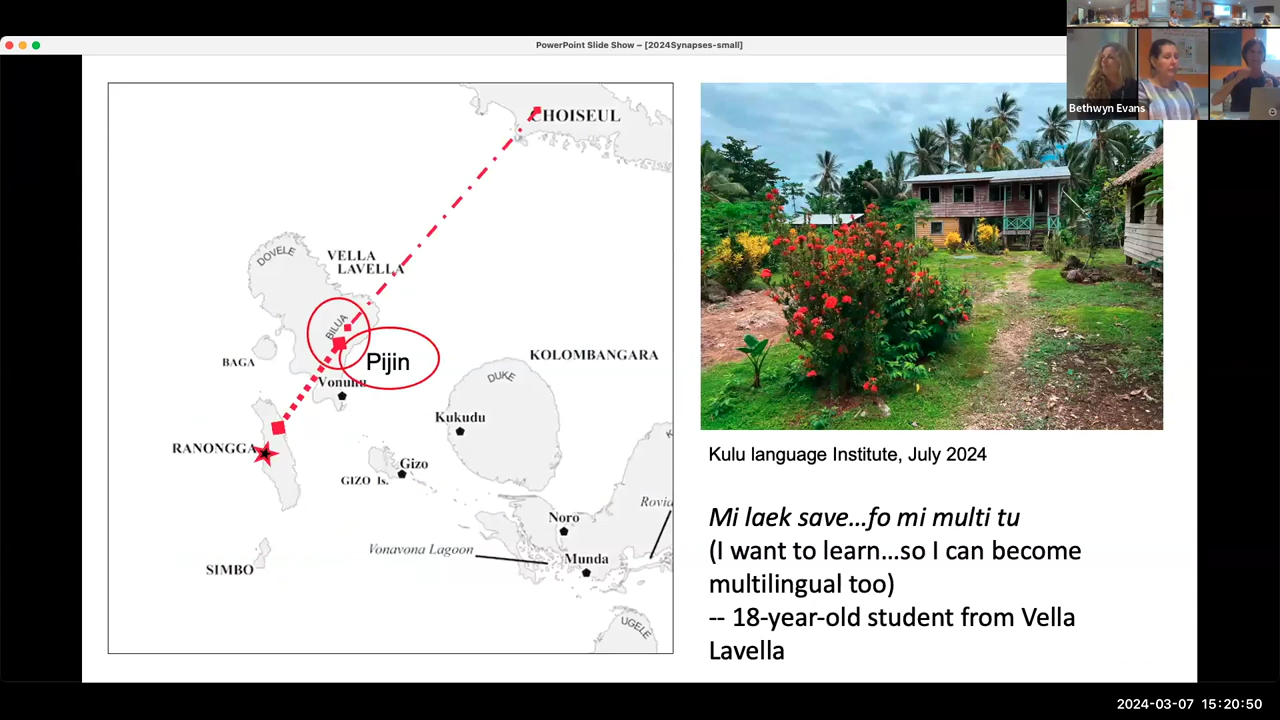 PowerPoint Slide Show – [2024Synapses-small]
Bethwyn Evans
CHOISEUL
DOVELE
VELLA
LAVELLA
BILUA
Pijin
BAGA
Vonunu
KOLOMBANGARA
DUKE
Kukudu
RANONGGA
Gizo
GIZO Is.
Rovia
Noro
Vonavona Lagoon
Munda
SIMBO
UGELE
Kulu language Institute, July 2024
Mi laek save...fo mi multi tu
(I want to learn...so I can become
multilingual too)
-- 18-year-old student from Vella
Lavella
2024-03-07 15:20:50